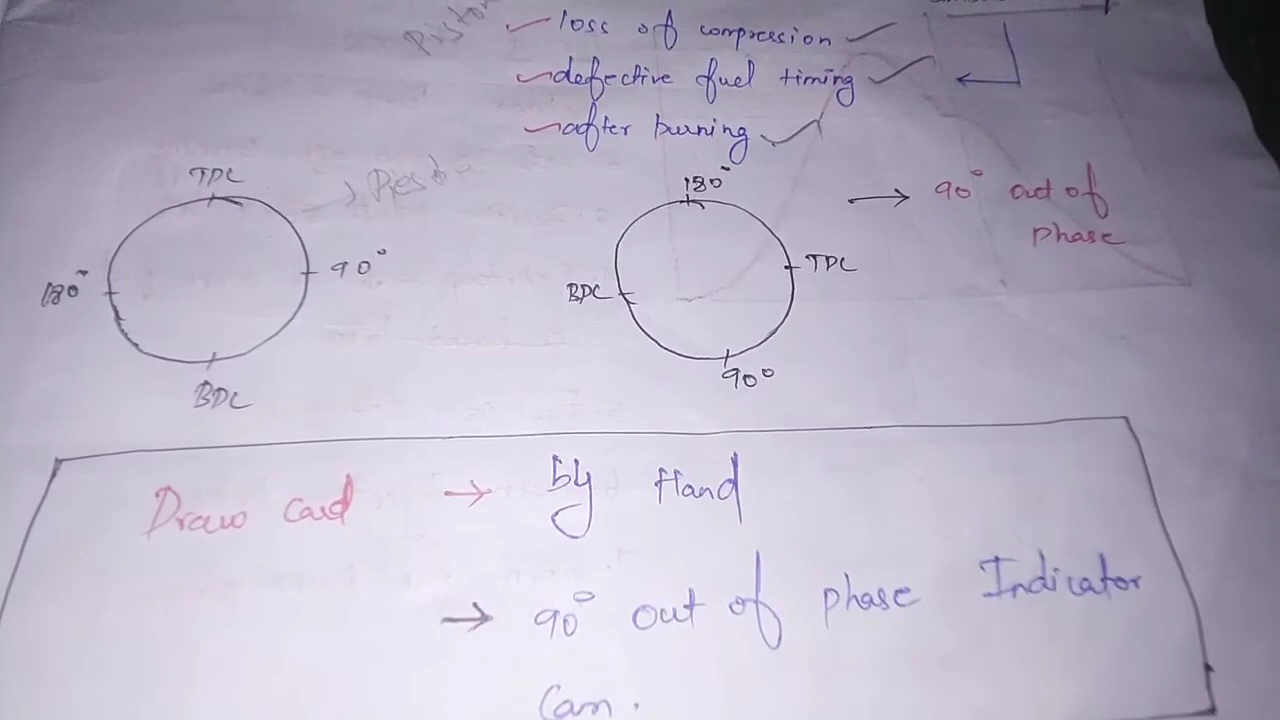 Piston
loss of compression
defective fuel timing
after burning
TDC
90°
180°
BDC
180°
TDC
BDC
90°
→ 90° out of
phase
Draw card → by Hand
→ 90° out of phase Indicator
Cam.